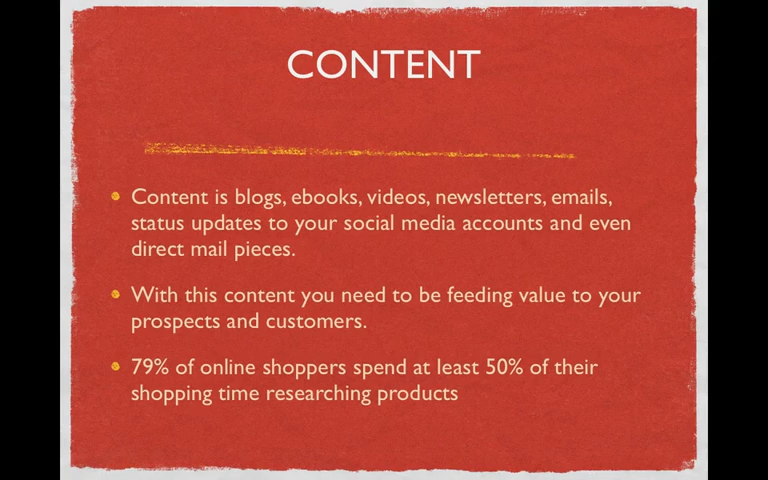 CONTENT
Content is blogs, ebooks, videos, newsletters, emails,
status updates to your social media accounts and even
direct mail pieces.
With this content you need to be feeding value to your
prospects and customers.
79% of online shoppers spend at least 50% of their
shopping time researching products